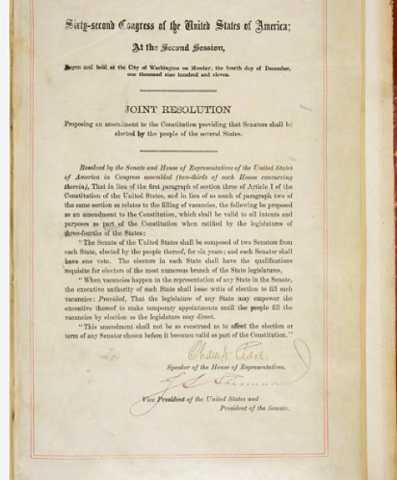 Sixty-second Congress of the United States of America;
At the Second Session,
Begun and held at the City of Washington on Monday, the fourth day of December,
one thousand nine hundred and eleven.
JOINT RESOLUTION
Proposing an amendment to the Constitution providing that Senators shall be
elected by the people of the several States.
Resolved by the Senate and House of Representatives of the United States
of America in Congress assembled (two-thirds of each House concurring
therein), That in lieu of the first paragraph of section three of Article I of the
Constitution of the United States, and in lieu of so much of paragraph two of
the same section as relates to the filling of vacancies, the following be proposed
as an amendment to the Constitution, which shall be valid to all intents and
purposes as part of the Constitution when ratified by the legislatures of
three-fourths of the States:
"The Senate of the United States shall be composed of two Senators from
each State, elected by the people thereof, for six years; and each Senator shall
have one vote. The electors in each State shall have the qualifications
requisite for electors of the most numerous branch of the State legislatures.
"When vacancies happen in the representation of any State in the Senate,
the executive authority of such State shall issue writs of election to fill such
vacancies: Provided, That the legislature of any State may empower the
executive thereof to make temporary appointments until the people fill the
vacancies by election as the legislature may direct.
"This amendment shall not be so construed as to affect the election or
term of any Senator chosen before it becomes valid as part of the Constitution."
Speaker of the House of Representatives.
Vice President of the United States and
President of the Senate.